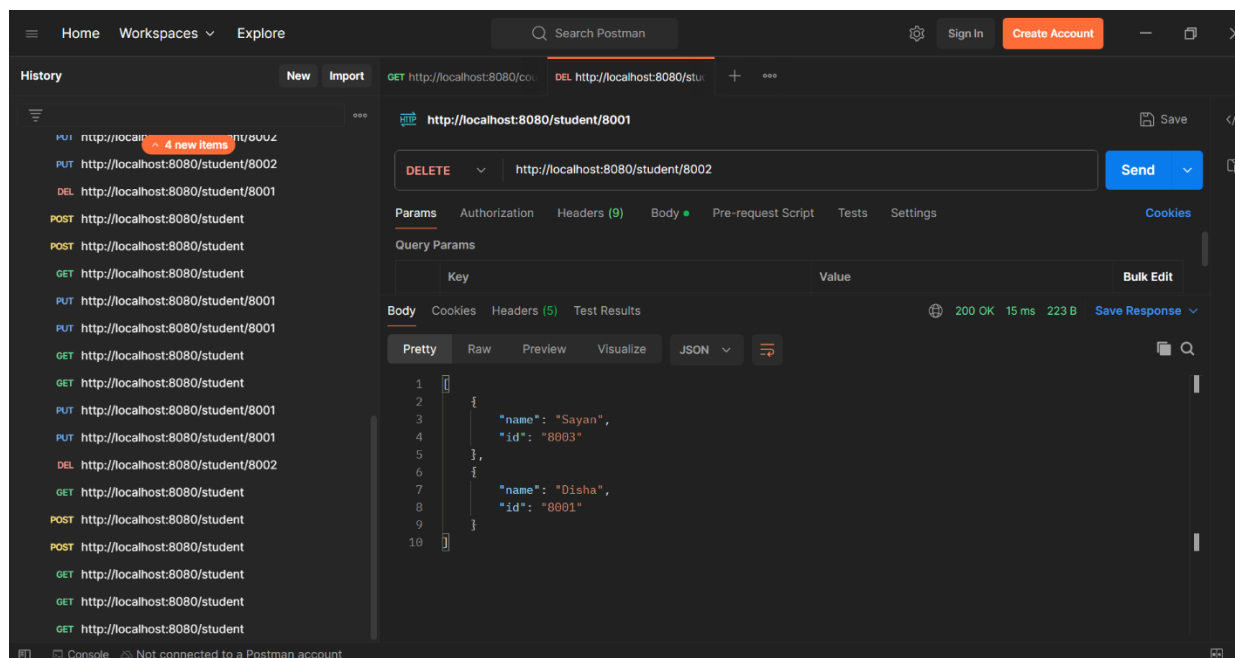 Home Workspaces Explore Search Postman Sign In Create Account
History New Import
GET http://localhost:8080/cou DEL http://localhost:8080/stu
4 new items
PUT http://localhost:8080/student/8002
DEL http://localhost:8080/student/8001
POST http://localhost:8080/student
POST http://localhost:8080/student
GET http://localhost:8080/student
PUT http://localhost:8080/student/8001
PUT http://localhost:8080/student/8001
GET http://localhost:8080/student
GET http://localhost:8080/student
PUT http://localhost:8080/student/8001
PUT http://localhost:8080/student/8001
DEL http://localhost:8080/student/8002
GET http://localhost:8080/student
POST http://localhost:8080/student
POST http://localhost:8080/student
GET http://localhost:8080/student
GET http://localhost:8080/student
GET http://localhost:8080/student
HTTP http://localhost:8080/student/8001 Save
DELETE http://localhost:8080/student/8002 Send
Params Authorization Headers (9) Body Pre-request Script Tests Settings Cookies
Query Params
Key Value Bulk Edit
Body Cookies Headers (5) Test Results 200 OK 15 ms 223 B Save Response
Pretty Raw Preview Visualize JSON
1 [
2 {
3 "name": "Sayan",
4 "id": "8003"
5 },
6 {
7 "name": "Disha",
8 "id": "8001"
9 }
10 ]
Console Not connected to a Postman account